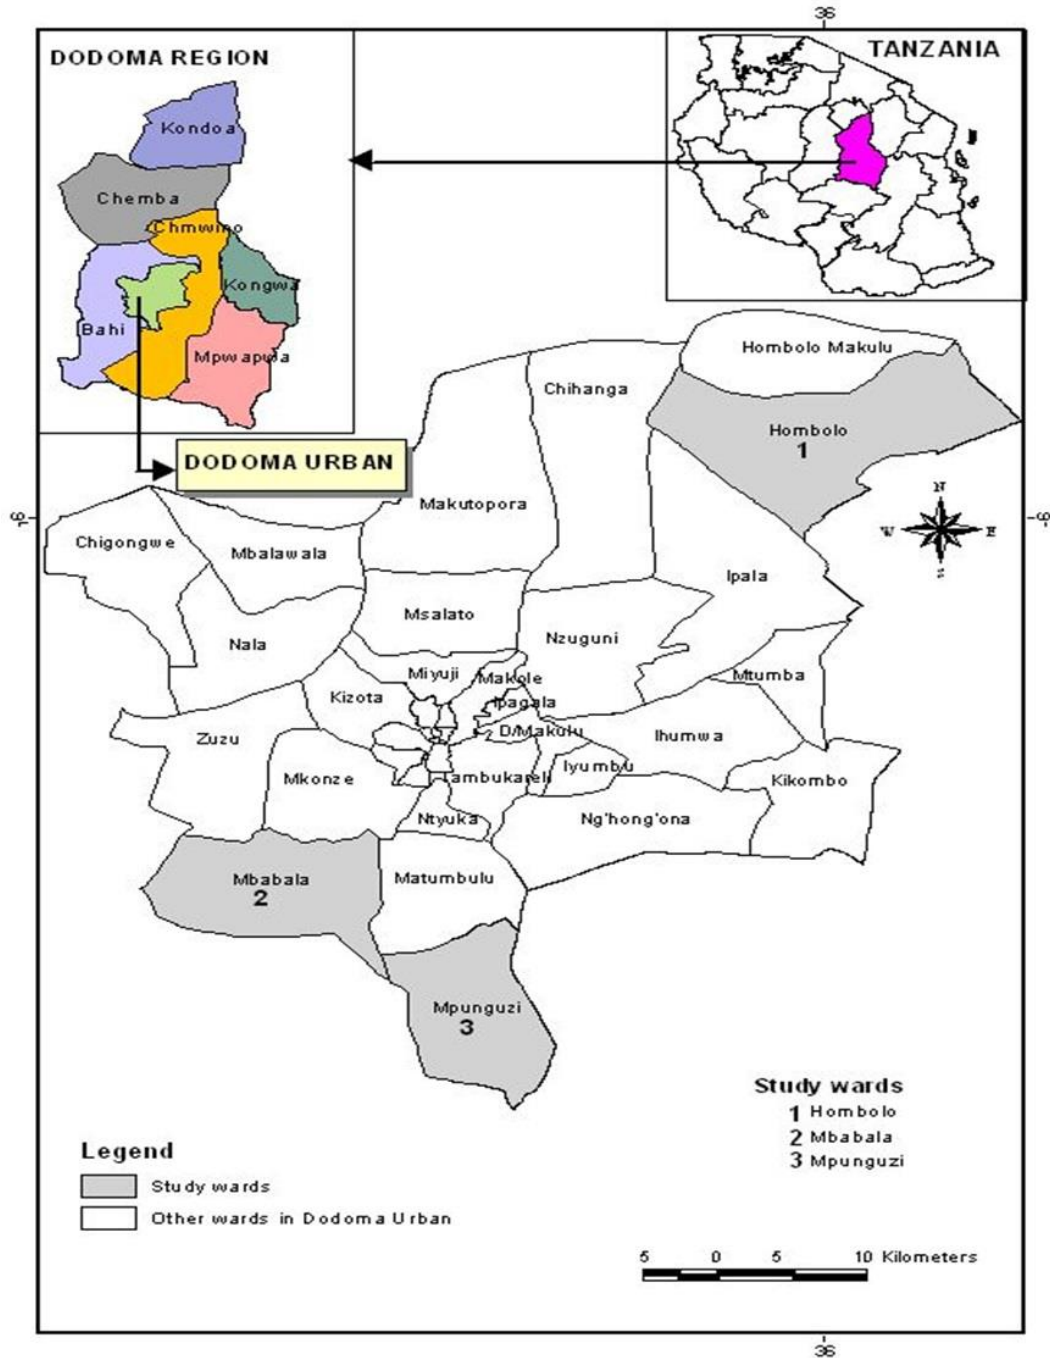 36
DODOMA REGION
TANZANIA
Kondoa
Chemba
Chmwino
Kongwa
Bahi
Mpwapwa
DODOMA URBAN
Hombolo Makulu
Chihanga
Hombolo
1
Makutopora
-6
-6
N
W E
S
Chigongwe
Mbalawala
Ipala
Msalato
Nala
Nzuguni
Miyuji
Makole
Mtumba
Kizota
Ipagala
D/Makulu
Zuzu
Ihumwa
Iyumbu
Mkonze
Tambukareli
Kikombo
Ntyuka
Ng'hong'ona
Mbabala
2
Matumbulu
Mpunguzi
3
Study wards
1 Hombolo
2 Mbabala
3 Mpunguzi
Legend
Study wards
Other wards in Dodoma Urban
5 0 5 10 Kilometers
36